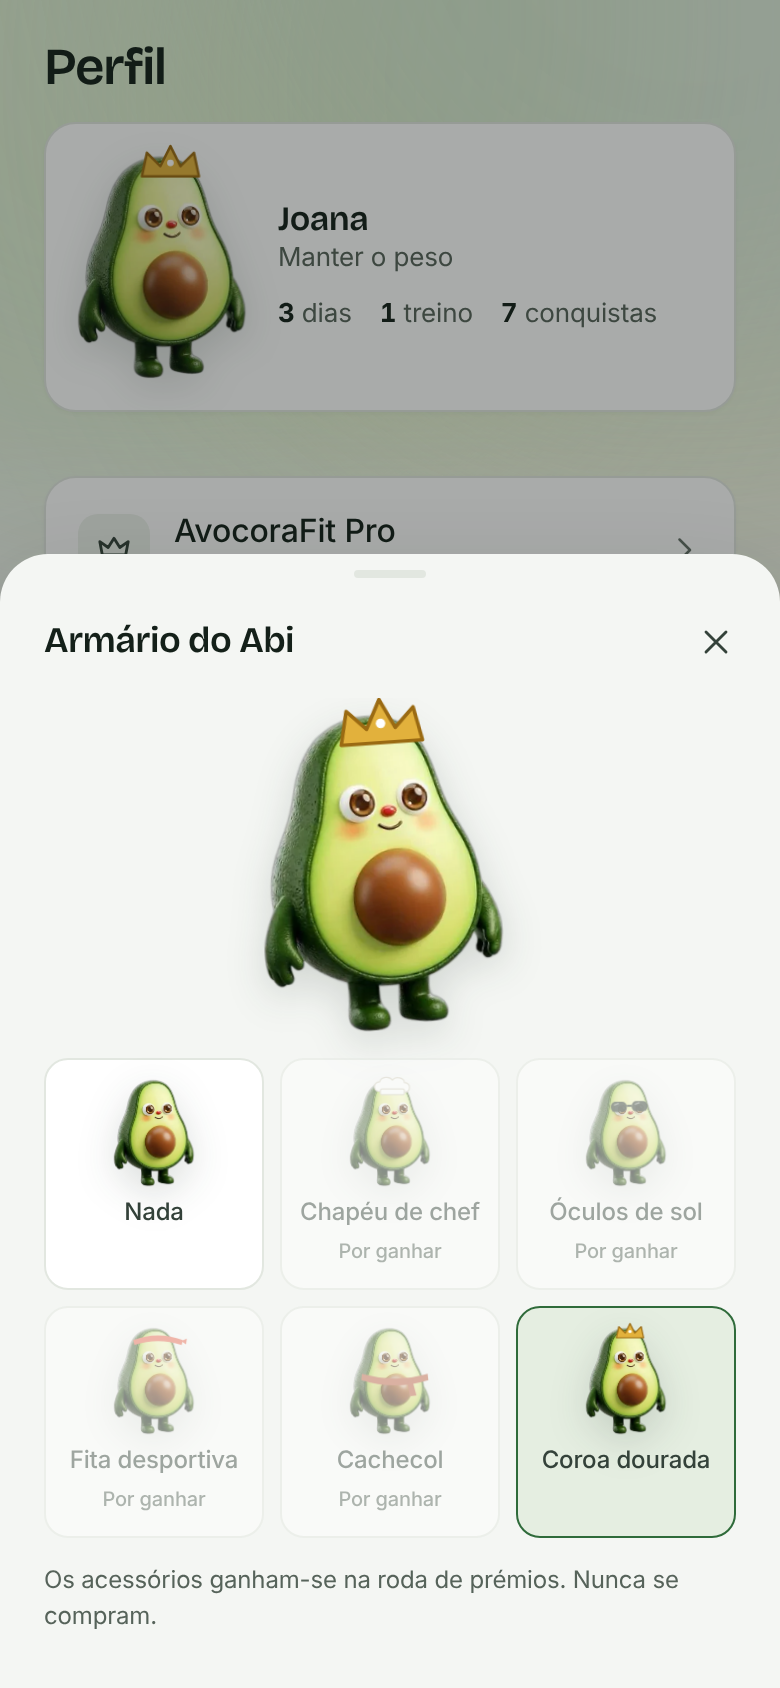 Perfil
Joana
Manter o peso
3 dias 1 treino 7 conquistas
AvocoraFit Pro
Armário do Abi
Nada
Chapéu de chef
Por ganhar
Óculos de sol
Por ganhar
Fita desportiva
Por ganhar
Cachecol
Por ganhar
Coroa dourada
Os acessórios ganham-se na roda de prémios. Nunca se
compram.